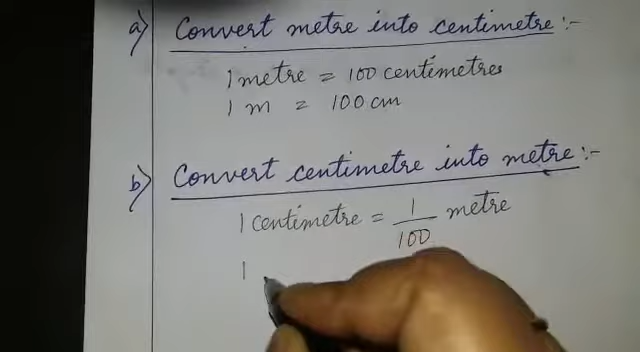 a) Convert metre into centimetre :-
1 metre = 100 centimetres
1 m = 100 cm
b) Convert centimetre into metre :-
1 centimetre = 1/100 metre
1